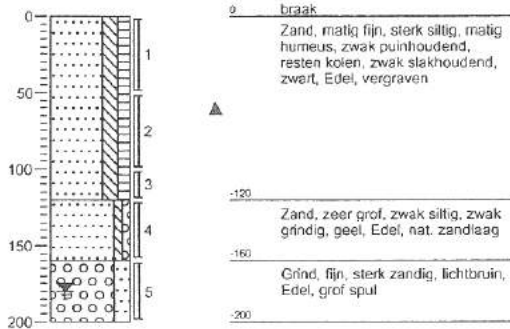 0
50
100
150
200
1
2
3
4
5
0 braak
Zand, matig fijn, sterk siltig, matig
humeus, zwak puinhoudend,
resten kolen, zwak slakhoudend,
zwart, Edel, vergraven
-120
Zand, zeer grof, zwak siltig, zwak
grindig, geel, Edel, nat. zandlaag
-160
Grind, fijn, sterk zandig, lichtbruin,
Edel, grof spul
-200